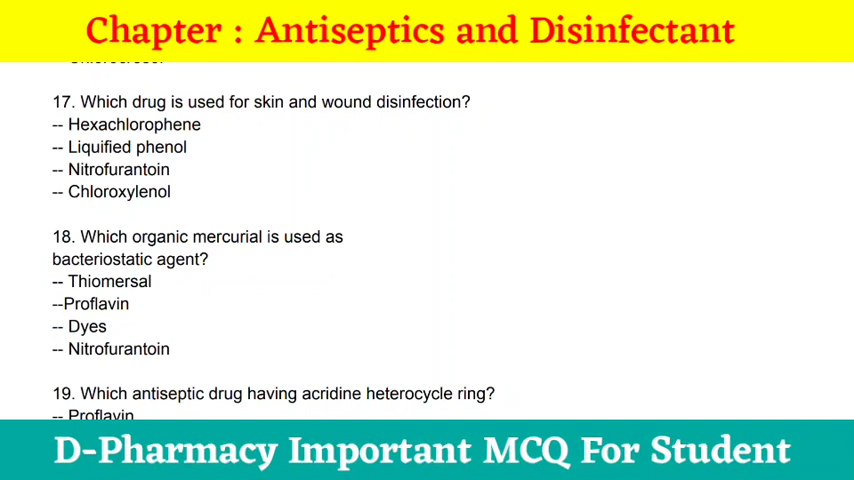 Chapter : Antiseptics and Disinfectant
17. Which drug is used for skin and wound disinfection?
-- Hexachlorophene
-- Liquified phenol
-- Nitrofurantoin
-- Chloroxylenol
18. Which organic mercurial is used as
bacteriostatic agent?
-- Thiomersal
--Proflavin
-- Dyes
-- Nitrofurantoin
19. Which antiseptic drug having acridine heterocycle ring?
-- Proflavin
D-Pharmacy Important MCQ For Student